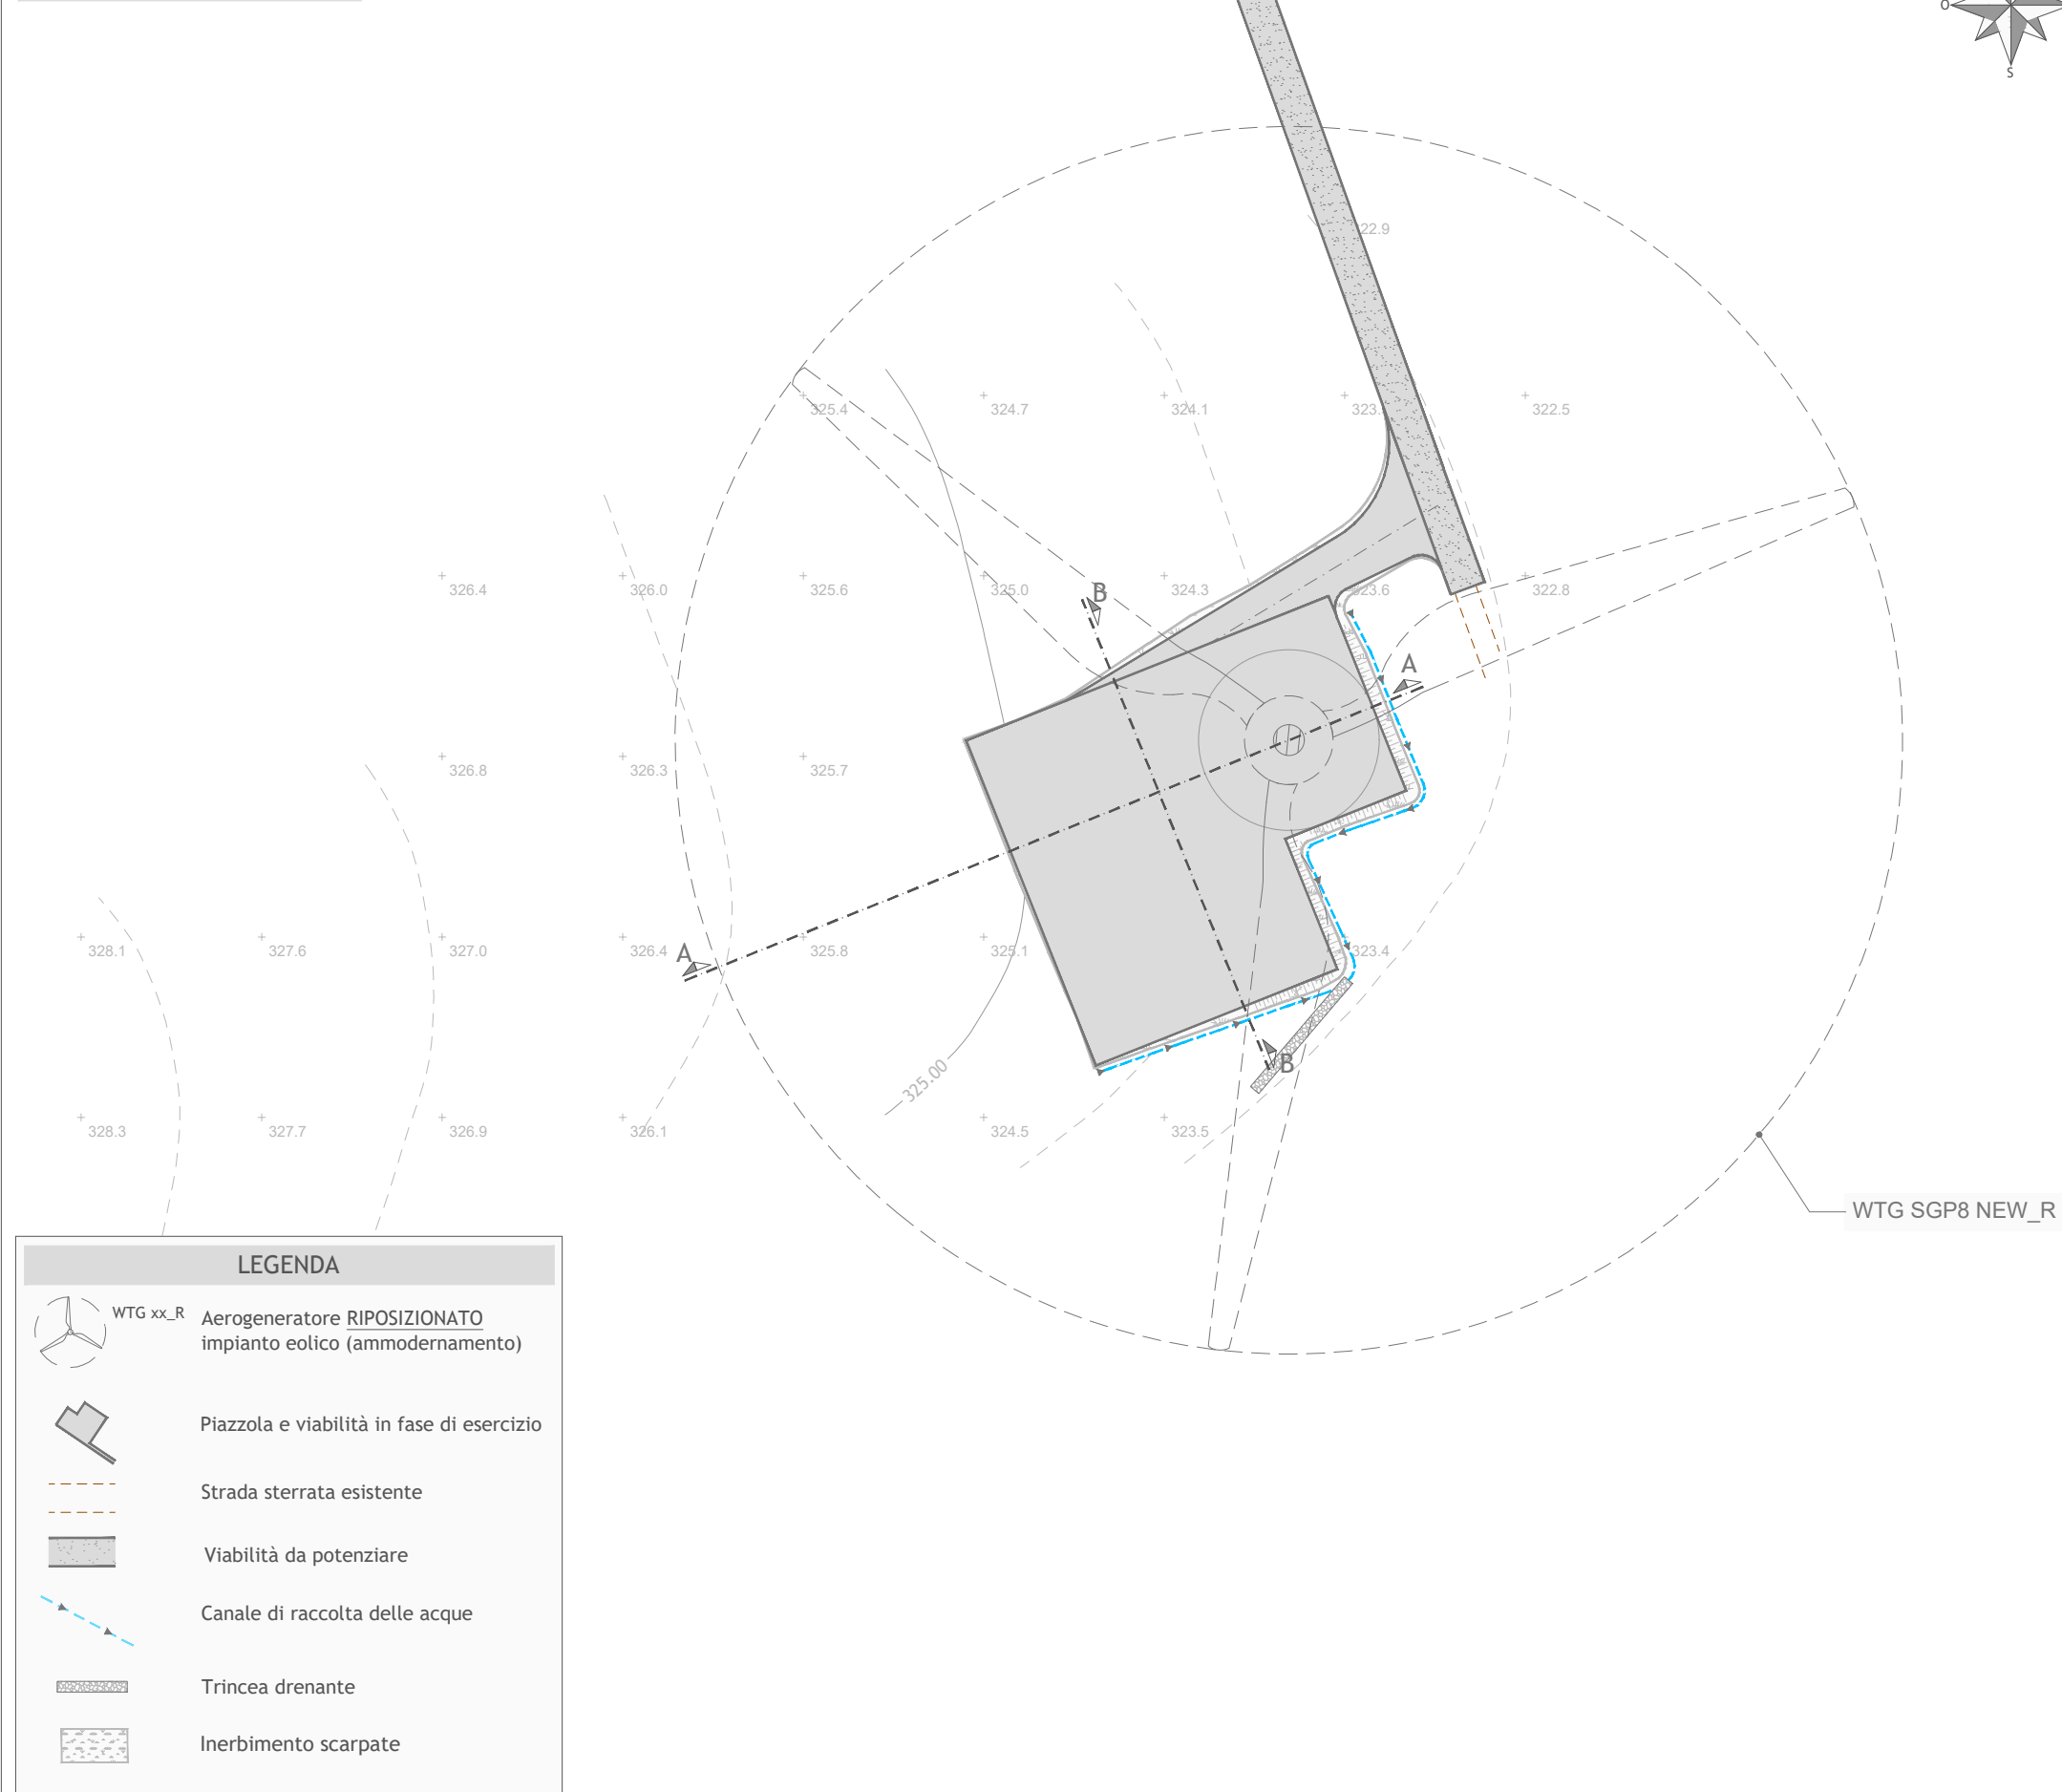 O
S
22.9
325.4 324.7 324.1 323. 322.5
326.4 326.0 325.6 325.0 324.3 323.6 322.8
B
A
326.8 326.3 325.7
328.1 327.6 327.0 326.4 325.8 325.1 323.4
A
B
325.00
328.3 327.7 326.9 326.1 324.5 323.5
WTG SGP8 NEW_R
LEGENDA
WTG xx_R
Aerogeneratore RIPOSIZIONATO
impianto eolico (ammodernamento)
Piazzola e viabilità in fase di esercizio
Strada sterrata esistente
Viabilità da potenziare
Canale di raccolta delle acque
Trincea drenante
Inerbimento scarpate